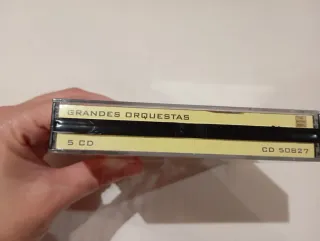 GRANDES ORQUESTAS
5 CD
CD 50827